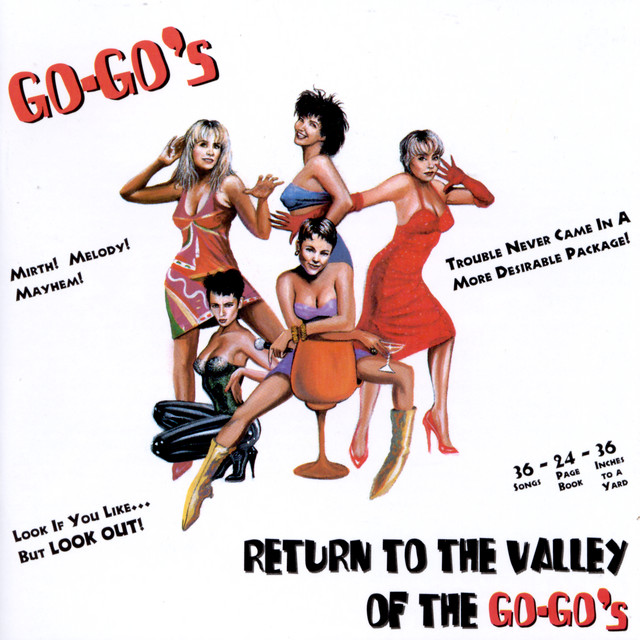 GO-GO's
MIRTH! MELODY!
MAYHEM!
TROUBLE NEVER CAME IN A
MORE DESIRABLE PACKAGE!
36 - 24 - 36
SONGS PAGE BOOK INCHES TO A YARD
LOOK IF YOU LIKE...
BUT LOOK OUT!
RETURN TO THE VALLEY
OF THE GO-GO's